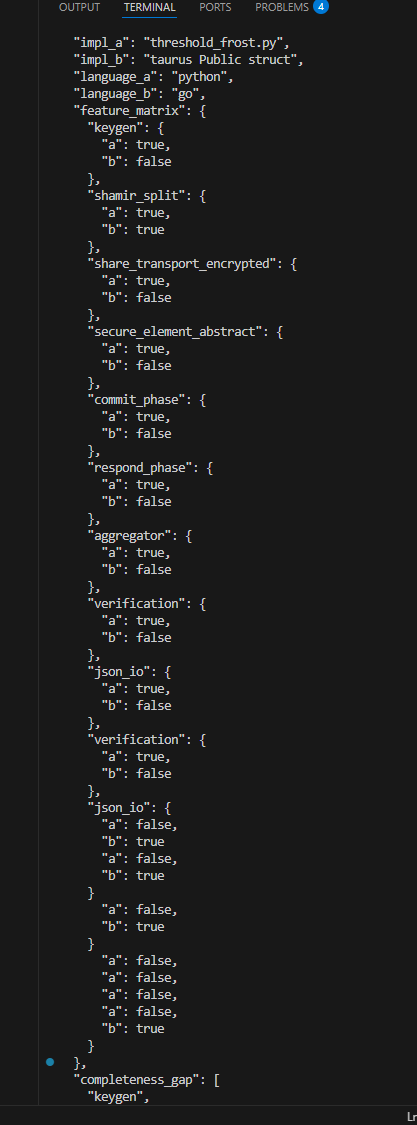 OUTPUT TERMINAL PORTS PROBLEMS 4
"impl_a": "threshold_frost.py",
"impl_b": "taurus Public struct",
"language_a": "python",
"language_b": "go",
"feature_matrix": {
"keygen": {
"a": true,
"b": false
},
"shamir_split": {
"a": true,
"b": true
},
"share_transport_encrypted": {
"a": true,
"b": false
},
"secure_element_abstract": {
"a": true,
"b": false
},
"commit_phase": {
"a": true,
"b": false
},
"respond_phase": {
"a": true,
"b": false
},
"aggregator": {
"a": true,
"b": false
},
"verification": {
"a": true,
"b": false
},
"json_io": {
"a": true,
"b": false
},
"verification": {
"a": true,
"b": false
},
"json_io": {
"a": false,
"b": true
"a": false,
"b": true
}
"a": false,
"b": true
}
"a": false,
"a": false,
"a": false,
"a": false,
"b": true
}
},
"completeness_gap": [
"keygen",
Ln